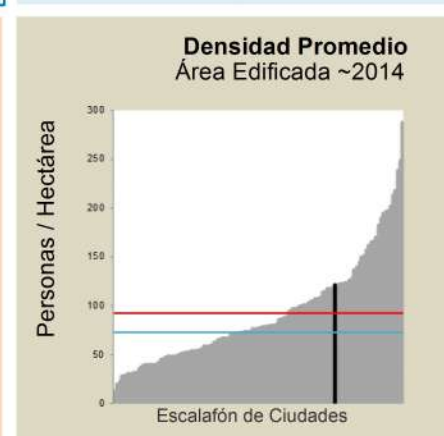 Densidad Promedio
Área Edificada ~2014
Personas / Hectárea
300
250
200
150
100
50
0
Escalafón de Ciudades